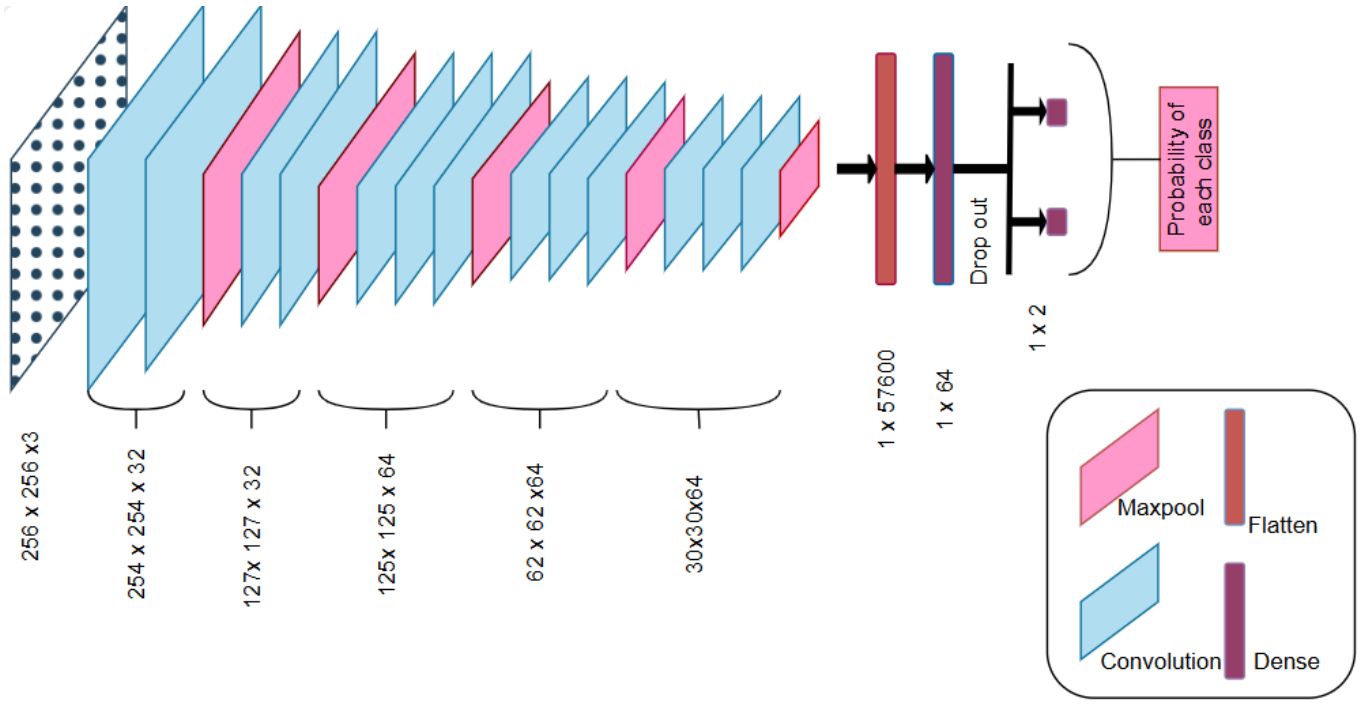 256 x 256 x3
254 x 254 x 32
127x 127 x 32
125x 125 x 64
62 x 62 x64
30x30x64
1 x 57600
1 x 64
Drop out
1 x 2
Probability of
each class
Maxpool
Flatten
Convolution
Dense